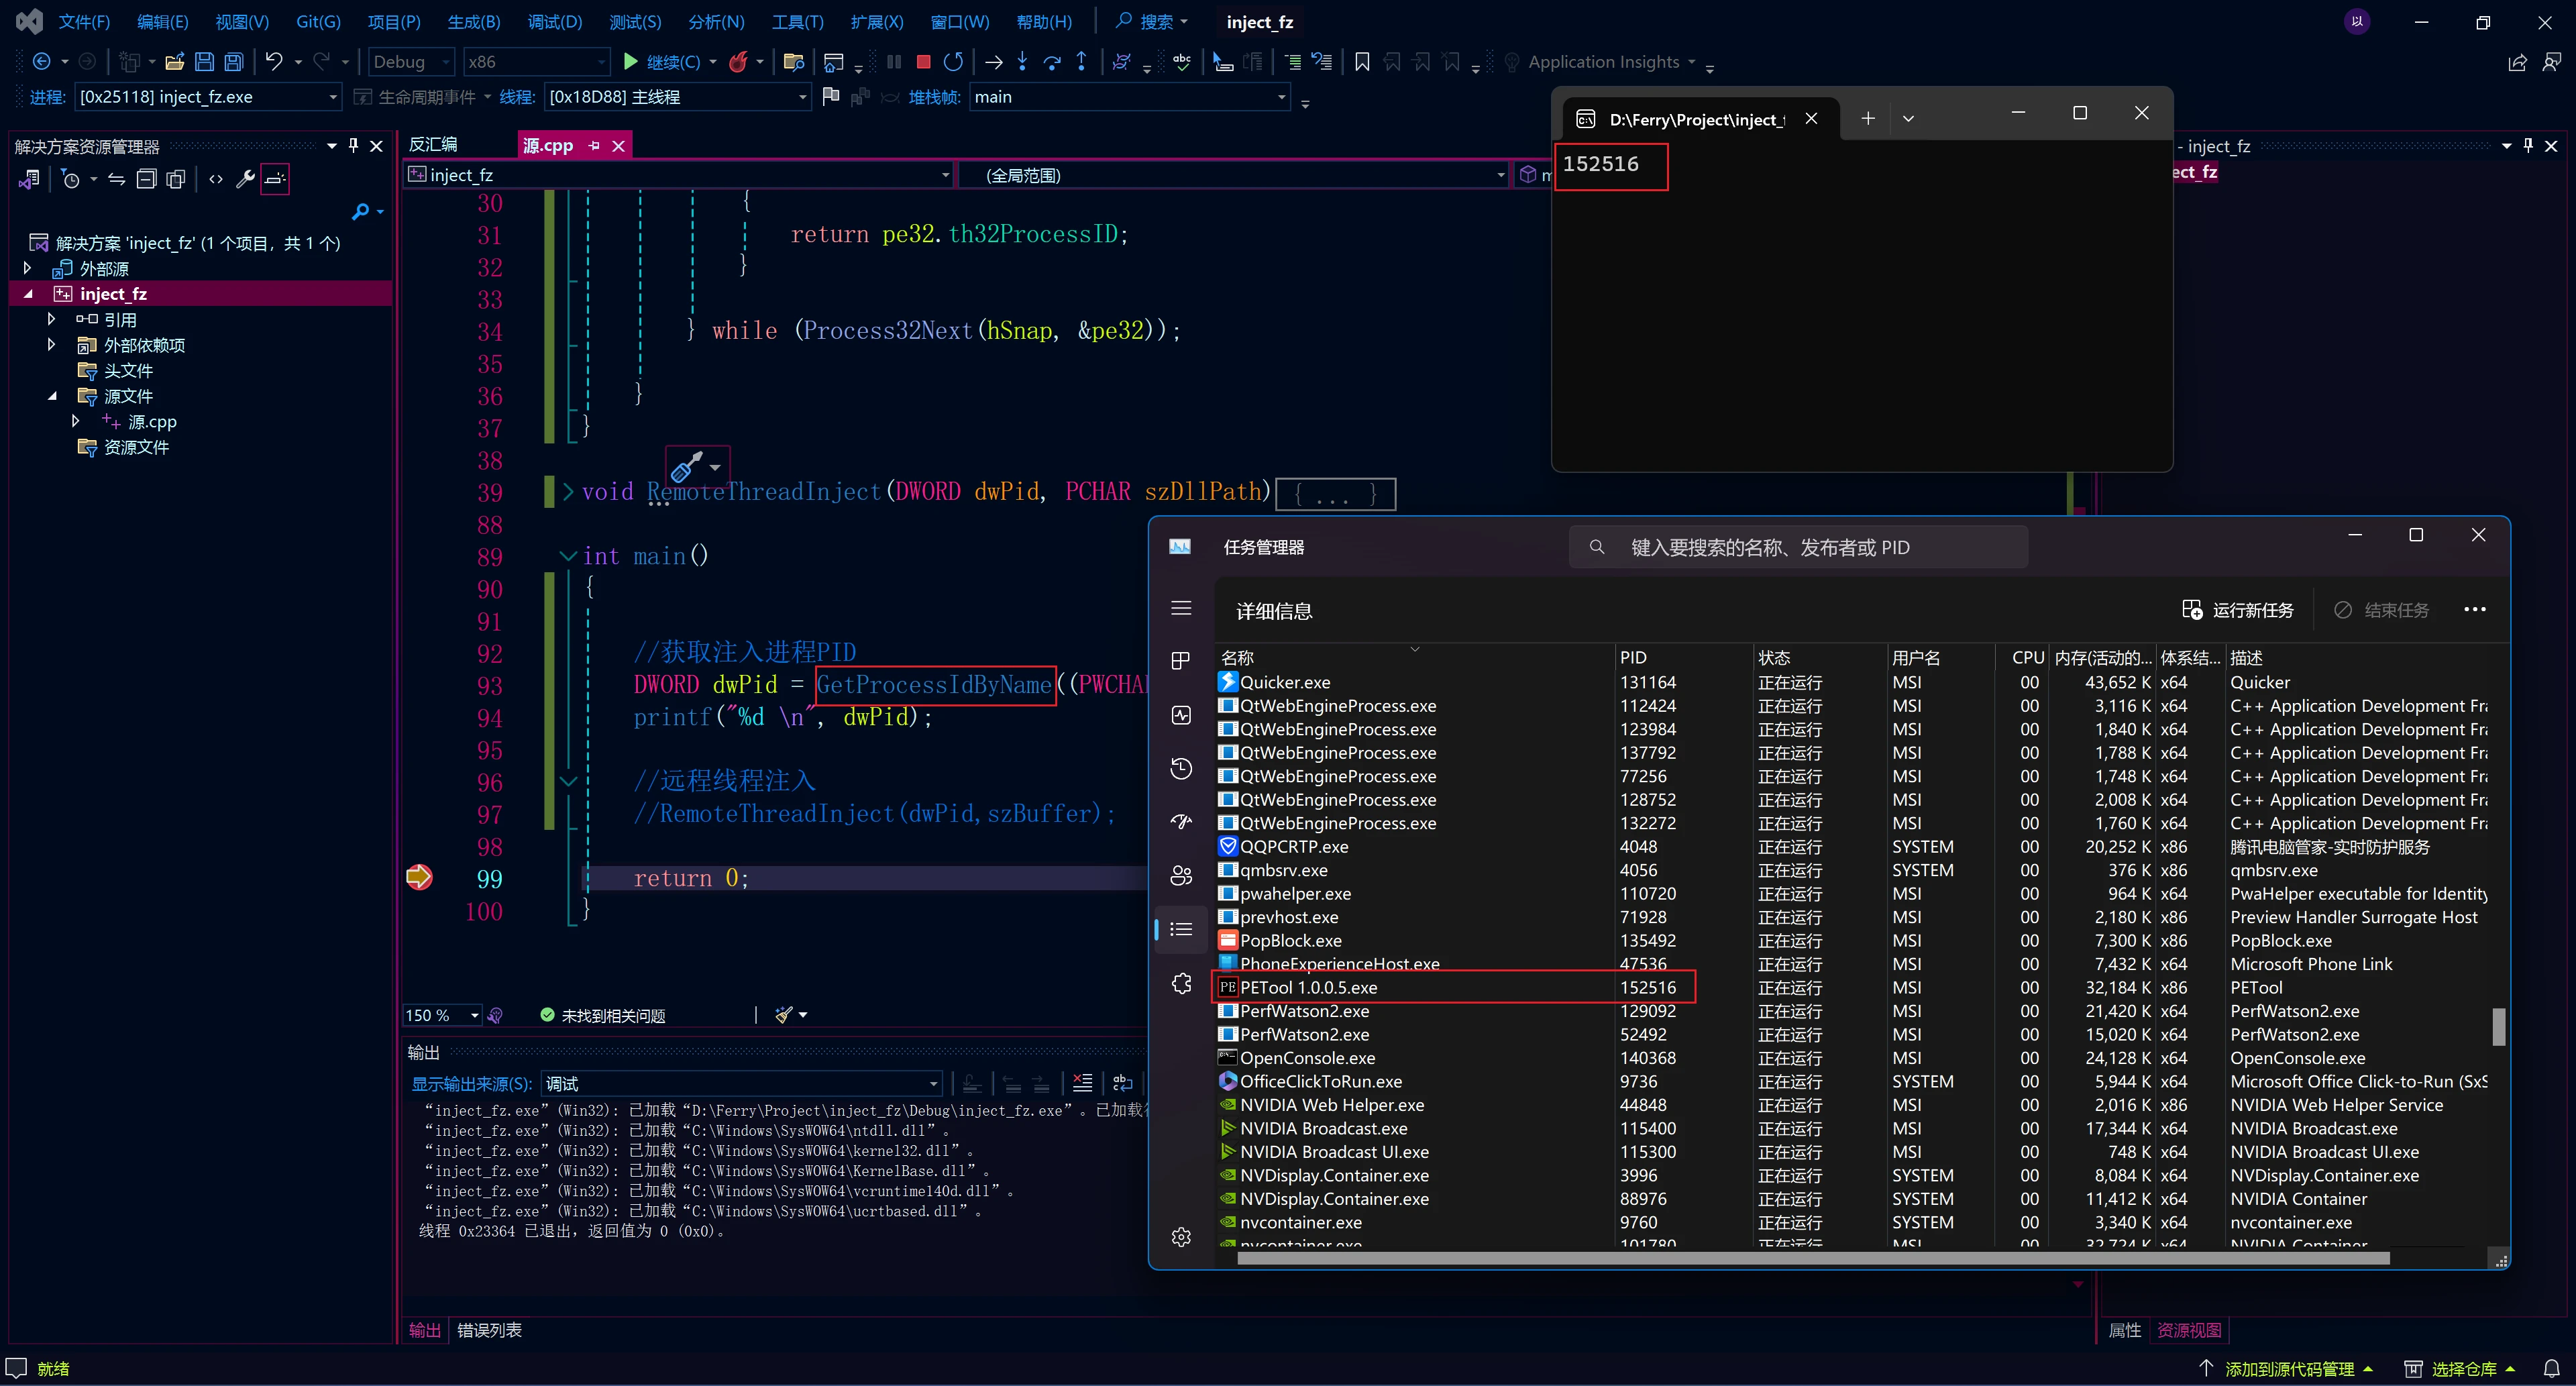 文件(F) 编辑(E) 视图(V) Git(G) 项目(P) 生成(B) 调试(D) 测试(S) 分析(N) 工具(T) 扩展(X) 窗口(W) 帮助(H) 搜索 inject_fz 以
Debug x86 继续(C) Application Insights
进程: [0x25118] inject_fz.exe 生命周期事件 线程: [0x18D88] 主线程 堆栈帧: main
解决方案资源管理器
解决方案 'inject_fz' (1 个项目，共 1 个)
外部源
inject_fz
引用
外部依赖项
头文件
源文件
源.cpp
资源文件
反汇编 源.cpp
inject_fz (全局范围)
30 {
31 return pe32.th32ProcessID;
32 }
33
34 } while (Process32Next(hSnap, &pe32));
35
36 }
37 }
38
39 void RemoteThreadInject(DWORD dwPid, PCHAR szDllPath){ ... }
88
89 int main()
90 {
91
92 //获取注入进程PID
93 DWORD dwPid = GetProcessIdByName((PWCHA
94 printf("%d \n", dwPid);
95
96 //远程线程注入
97 //RemoteThreadInject(dwPid,szBuffer);
98
99 return 0;
100 }
150 % 未找到相关问题
输出
显示输出来源(S): 调试
“inject_fz.exe”(Win32): 已加载“D:\Ferry\Project\inject_fz\Debug\inject_fz.exe”。已加载
“inject_fz.exe”(Win32): 已加载“C:\Windows\SysWOW64\ntdll.dll”。
“inject_fz.exe”(Win32): 已加载“C:\Windows\SysWOW64\kernel32.dll”。
“inject_fz.exe”(Win32): 已加载“C:\Windows\SysWOW64\KernelBase.dll”。
“inject_fz.exe”(Win32): 已加载“C:\Windows\SysWOW64\vcruntime140d.dll”。
“inject_fz.exe”(Win32): 已加载“C:\Windows\SysWOW64\ucrtbased.dll”。
线程 0x23364 已退出，返回值为 0 (0x0)。
输出 错误列表
D:\Ferry\Project\inject_
152516
- inject_fz
ect_fz
任务管理器 键入要搜索的名称、发布者或 PID
详细信息 运行新任务 结束任务
名称 PID 状态 用户名 CPU 内存(活动的... 体系结... 描述
Quicker.exe 131164 正在运行 MSI 00 43,652 K x64 Quicker
QtWebEngineProcess.exe 112424 正在运行 MSI 00 3,116 K x64 C++ Application Development Fr
QtWebEngineProcess.exe 123984 正在运行 MSI 00 1,840 K x64 C++ Application Development Fr
QtWebEngineProcess.exe 137792 正在运行 MSI 00 1,788 K x64 C++ Application Development Fr
QtWebEngineProcess.exe 77256 正在运行 MSI 00 1,748 K x64 C++ Application Development Fr
QtWebEngineProcess.exe 128752 正在运行 MSI 00 2,008 K x64 C++ Application Development Fr
QtWebEngineProcess.exe 132272 正在运行 MSI 00 1,760 K x64 C++ Application Development Fr
QQPCRTP.exe 4048 正在运行 SYSTEM 00 20,252 K x86 腾讯电脑管家-实时防护服务
qmbsrv.exe 4056 正在运行 SYSTEM 00 376 K x86 qmbsrv.exe
pwahelper.exe 110720 正在运行 MSI 00 964 K x64 PwaHelper executable for Identity
prevhost.exe 71928 正在运行 MSI 00 2,180 K x86 Preview Handler Surrogate Host
PopBlock.exe 135492 正在运行 MSI 00 7,300 K x86 PopBlock.exe
PhoneExperienceHost.exe 47536 正在运行 MSI 00 7,432 K x64 Microsoft Phone Link
PETool 1.0.0.5.exe 152516 正在运行 MSI 00 32,184 K x86 PETool
PerfWatson2.exe 129092 正在运行 MSI 00 21,420 K x64 PerfWatson2.exe
PerfWatson2.exe 52492 正在运行 MSI 00 15,020 K x64 PerfWatson2.exe
OpenConsole.exe 140368 正在运行 MSI 00 24,128 K x64 OpenConsole.exe
OfficeClickToRun.exe 9736 正在运行 SYSTEM 00 5,944 K x64 Microsoft Office Click-to-Run (SxS
NVIDIA Web Helper.exe 44848 正在运行 MSI 00 2,016 K x86 NVIDIA Web Helper Service
NVIDIA Broadcast.exe 115400 正在运行 MSI 00 17,344 K x64 NVIDIA Broadcast.exe
NVIDIA Broadcast UI.exe 115300 正在运行 MSI 00 748 K x64 NVIDIA Broadcast UI.exe
NVDisplay.Container.exe 3996 正在运行 SYSTEM 00 8,084 K x64 NVDisplay.Container.exe
NVDisplay.Container.exe 88976 正在运行 SYSTEM 00 11,412 K x64 NVIDIA Container
nvcontainer.exe 9760 正在运行 SYSTEM 00 3,340 K x64 nvcontainer.exe
nvcontainer.exe 101780 正在运行 MSI 00 32,724 K x64 NVIDIA Container
属性 资源视图
就绪 添加到源代码管理 选择仓库